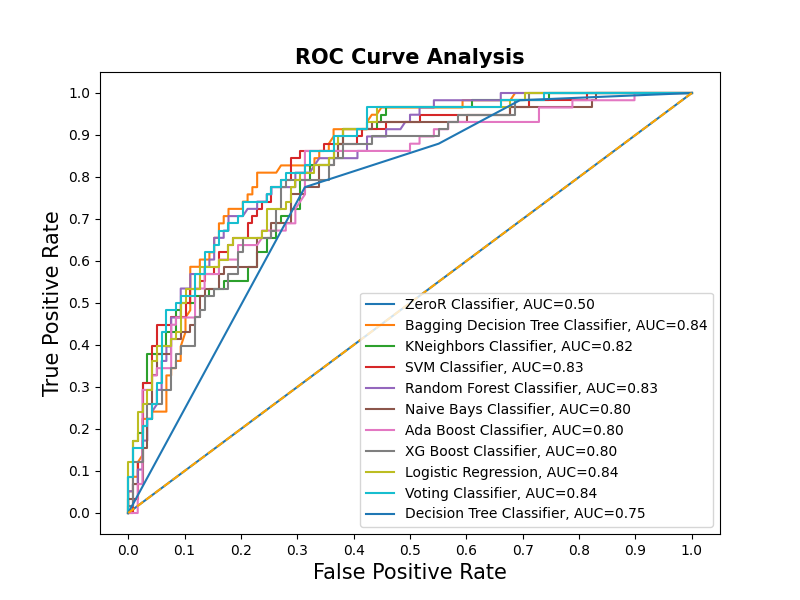 ROC Curve Analysis
True Positive Rate
1.0
0.9
0.8
0.7
0.6
0.5
0.4
0.3
0.2
0.1
0.0
ZeroR Classifier, AUC=0.50
Bagging Decision Tree Classifier, AUC=0.84
KNeighbors Classifier, AUC=0.82
SVM Classifier, AUC=0.83
Random Forest Classifier, AUC=0.83
Naive Bays Classifier, AUC=0.80
Ada Boost Classifier, AUC=0.80
XG Boost Classifier, AUC=0.80
Logistic Regression, AUC=0.84
Voting Classifier, AUC=0.84
Decision Tree Classifier, AUC=0.75
0.0 0.1 0.2 0.3 0.4 0.5 0.6 0.7 0.8 0.9 1.0
False Positive Rate